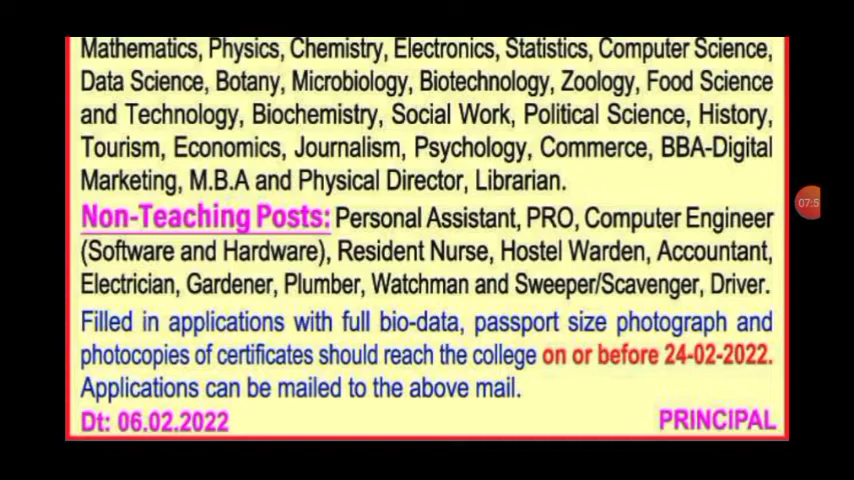 Mathematics, Physics, Chemistry, Electronics, Statistics, Computer Science,
Data Science, Botany, Microbiology, Biotechnology, Zoology, Food Science
and Technology, Biochemistry, Social Work, Political Science, History,
Tourism, Economics, Journalism, Psychology, Commerce, BBA-Digital
Marketing, M.B.A and Physical Director, Librarian.
Non-Teaching Posts: Personal Assistant, PRO, Computer Engineer
(Software and Hardware), Resident Nurse, Hostel Warden, Accountant,
Electrician, Gardener, Plumber, Watchman and Sweeper/Scavenger, Driver.
Filled in applications with full bio-data, passport size photograph and
photocopies of certificates should reach the college on or before 24-02-2022.
Applications can be mailed to the above mail.
Dt: 06.02.2022 PRINCIPAL
07:5